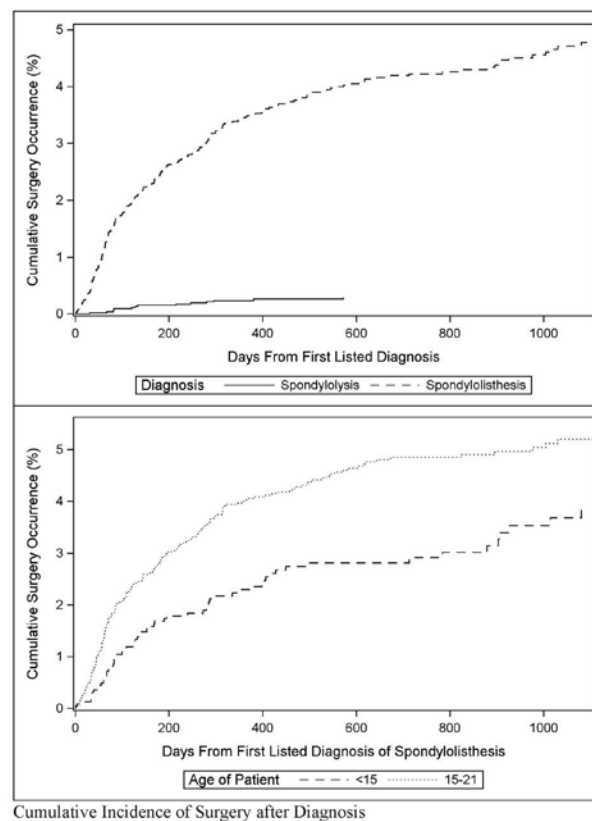 5
4
3
2
1
0
Cumulative Surgery Occurrence (%)
0 200 400 600 800 1000
Days From First Listed Diagnosis
Diagnosis Spondylolysis Spondylolisthesis
5
4
3
2
1
0
Cumulative Surgery Occurrence (%)
0 200 400 600 800 1000
Days From First Listed Diagnosis of Spondylolisthesis
Age of Patient <15 15-21
Cumulative Incidence of Surgery after Diagnosis